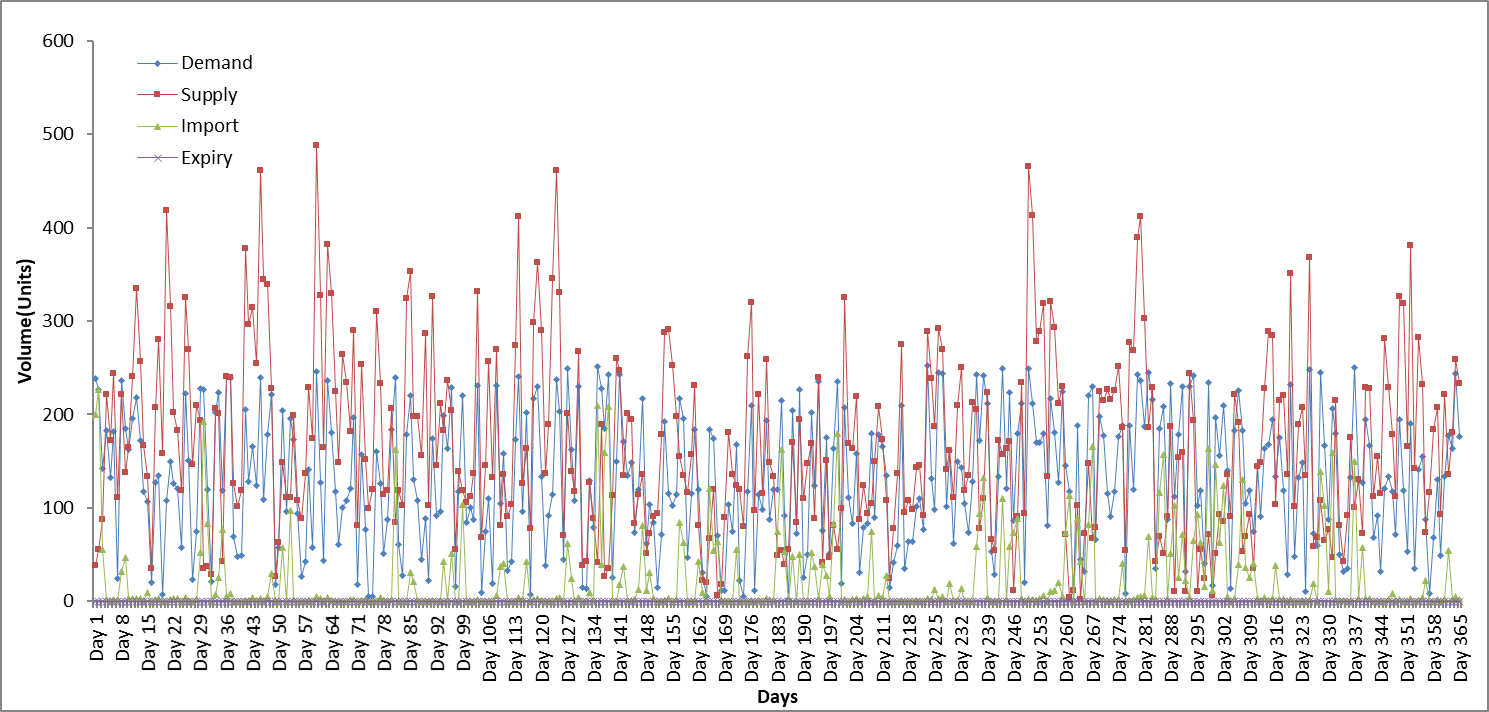 600
500
400
300
200
100
0
Volume(Units)
Demand
Supply
Import
Expiry
Day 1
Day 8
Day 15
Day 22
Day 29
Day 36
Day 43
Day 50
Day 57
Day 64
Day 71
Day 78
Day 85
Day 92
Day 99
Day 106
Day 113
Day 120
Day 127
Day 134
Day 141
Day 148
Day 155
Day 162
Day 169
Day 176
Day 183
Day 190
Day 197
Day 204
Day 211
Day 218
Day 225
Day 232
Day 239
Day 246
Day 253
Day 260
Day 267
Day 274
Day 281
Day 288
Day 295
Day 302
Day 309
Day 316
Day 323
Day 330
Day 337
Day 344
Day 351
Day 358
Day 365
Days